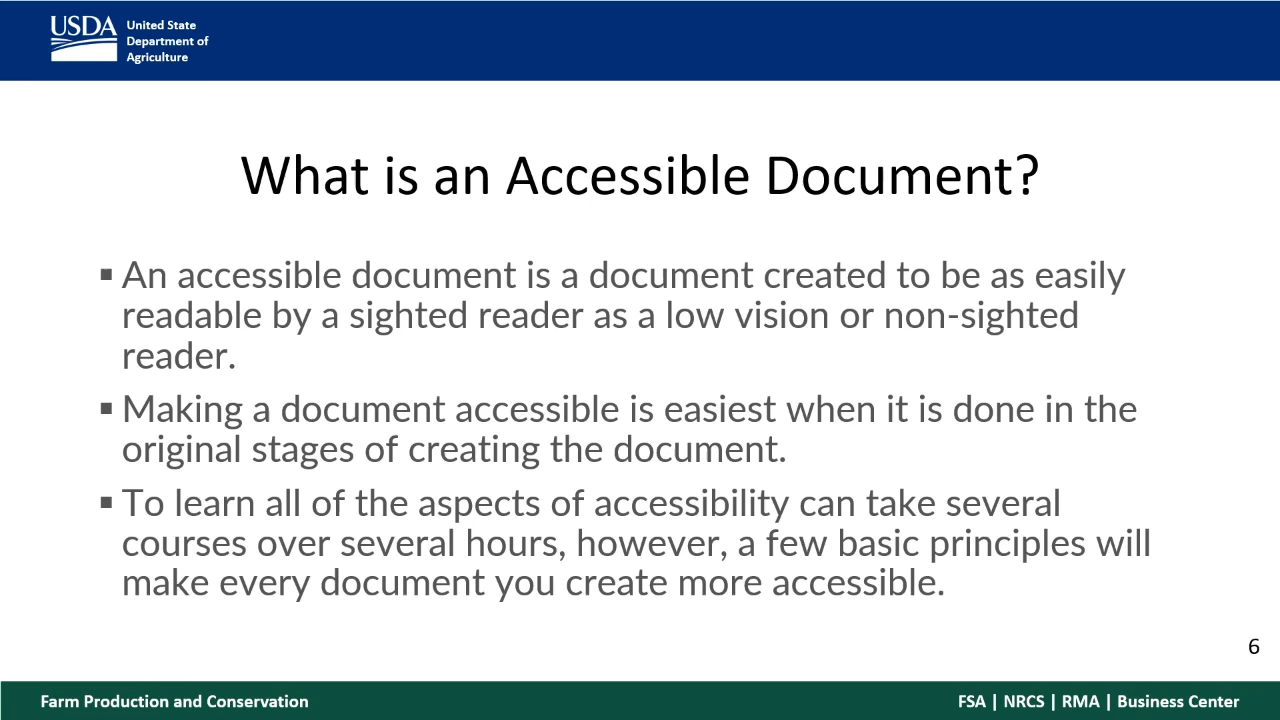 USDA
United State
Department of
Agriculture
What is an Accessible Document?
▪ An accessible document is a document created to be as easily
readable by a sighted reader as a low vision or non-sighted
reader.
▪ Making a document accessible is easiest when it is done in the
original stages of creating the document.
▪ To learn all of the aspects of accessibility can take several
courses over several hours, however, a few basic principles will
make every document you create more accessible.
6
Farm Production and Conservation
FSA | NRCS | RMA | Business Center